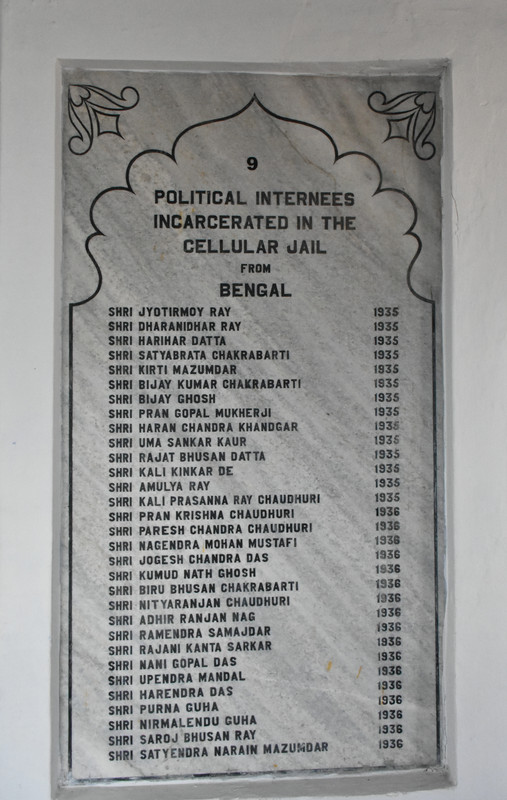 9
POLITICAL INTERNEES
INCARCERATED IN THE
CELLULAR JAIL
FROM
BENGAL
SHRI JYOTIRMOY RAY 1935
SHRI DHARANIDHAR RAY 1935
SHRI HARIHAR DATTA 1935
SHRI SATYABRATA CHAKRABARTI 1935
SHRI KIRTI MAZUMDAR 1935
SHRI BIJAY KUMAR CHAKRABARTI 1935
SHRI BIJAY GHOSH 1935
SHRI PRAN GOPAL MUKHERJI 1935
SHRI HARAN CHANDRA KHANDGAR 1935
SHRI UMA SANKAR KAUR 1935
SHRI RAJAT BHUSAN DATTA 1935
SHRI KALI KINKAR DE 1935
SHRI AMULYA RAY 1935
SHRI KALI PRASANNA RAY CHAUDHURI 1935
SHRI PRAN KRISHNA CHAUDHURI 1936
SHRI PARESH CHANDRA CHAUDHURI 1936
SHRI NAGENDRA MOHAN MUSTAFI 1936
SHRI JOGESH CHANDRA DAS 1936
SHRI KUMUD NATH GHOSH 1936
SHRI BIRU BHUSAN CHAKRABARTI 1936
SHRI NITYARANJAN CHAUDHURI 1936
SHRI ADHIR RANJAN NAG 1936
SHRI RAMENDRA SAMAJDAR 1936
SHRI RAJANI KANTA SARKAR 1936
SHRI NANI GOPAL DAS 1936
SHRI UPENDRA MANDAL 1936
SHRI HARENDRA DAS 1936
SHRI PURNA GUHA 1936
SHRI NIRMALENDU GUHA 1936
SHRI SAROJ BHUSAN RAY 1936
SHRI SATYENDRA NARAIN MAZUMDAR 1936